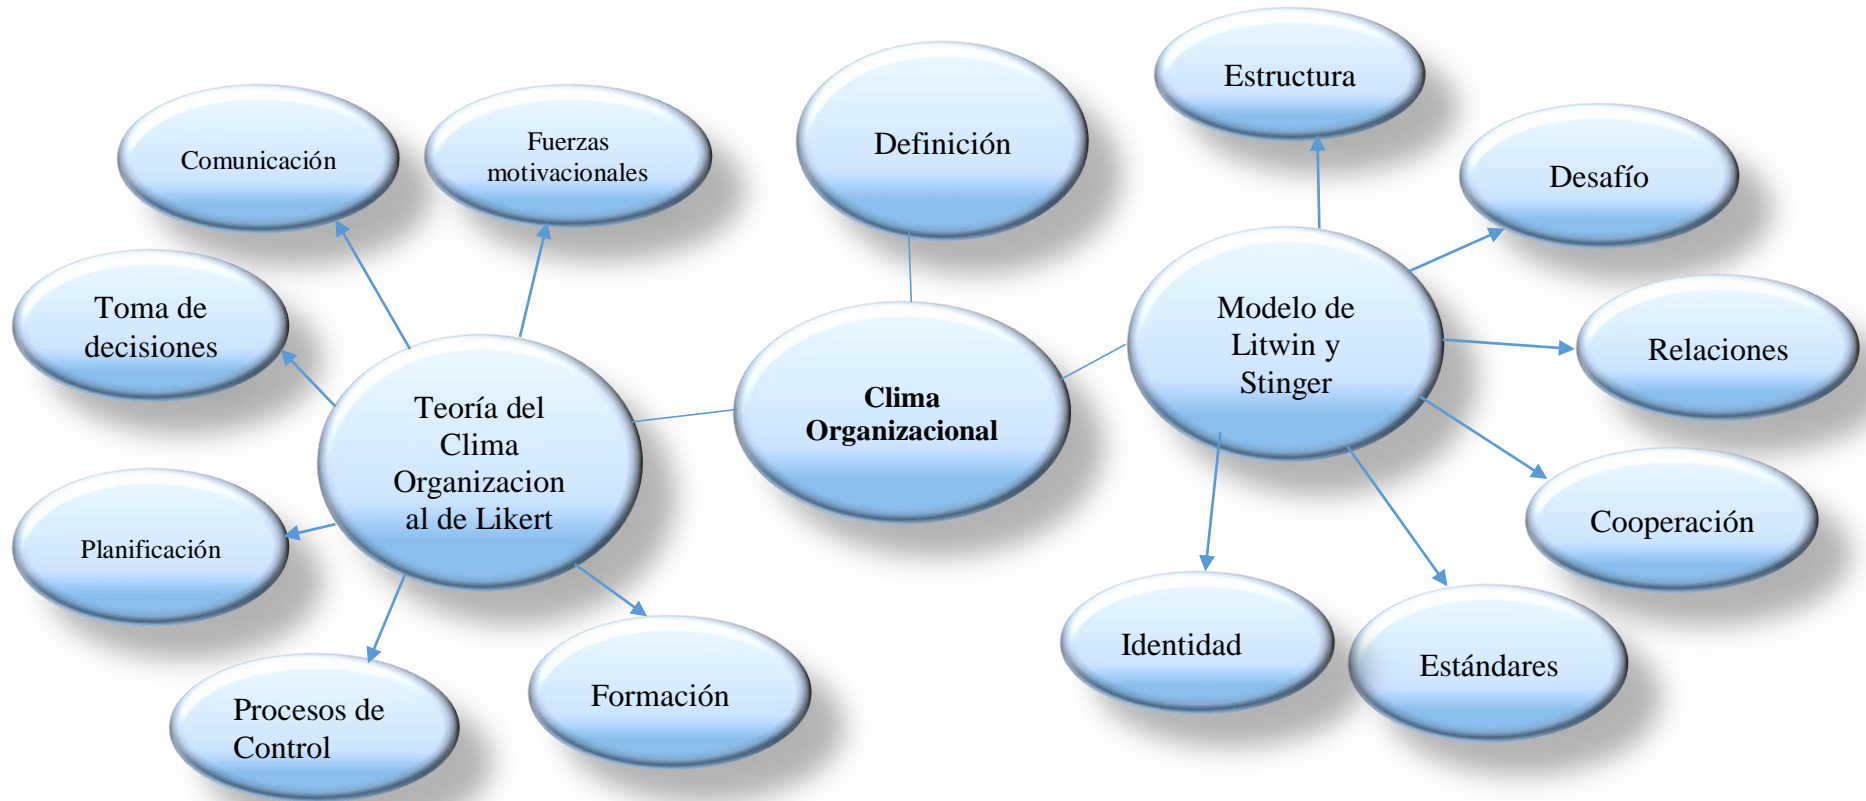 Estructura
Definición
Fuerzas
motivacionales
Comunicación
Desafío
Toma de
decisiones
Modelo de
Litwin y
Stinger
Relaciones
Clima
Organizacional
Teoría del
Clima
Organizacion
al de Likert
Cooperación
Planificación
Identidad
Estándares
Formación
Procesos de
Control